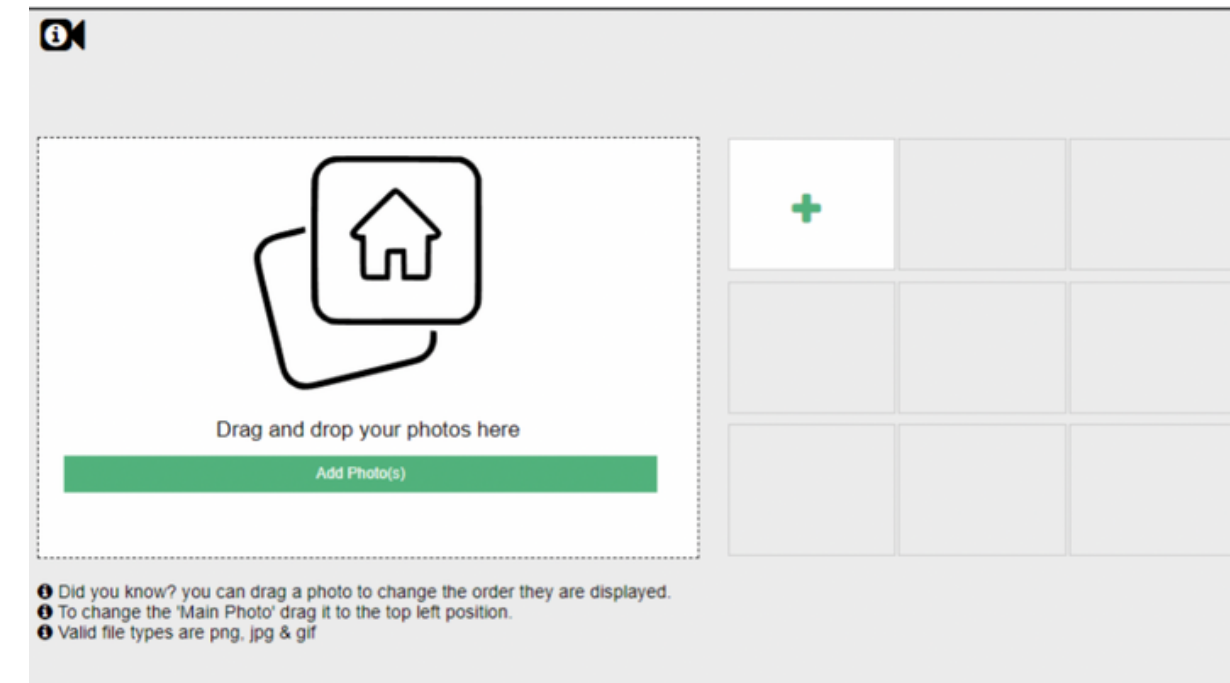 Drag and drop your photos here
Add Photo(s)
Did you know? you can drag a photo to change the order they are displayed.
To change the 'Main Photo' drag it to the top left position.
Valid file types are png, jpg & gif